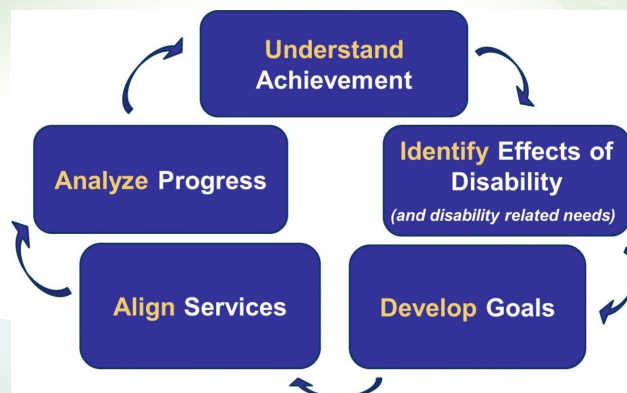 Understand
Achievement
Identify Effects of
Disability
(and disability related needs)
Develop Goals
Align Services
Analyze Progress